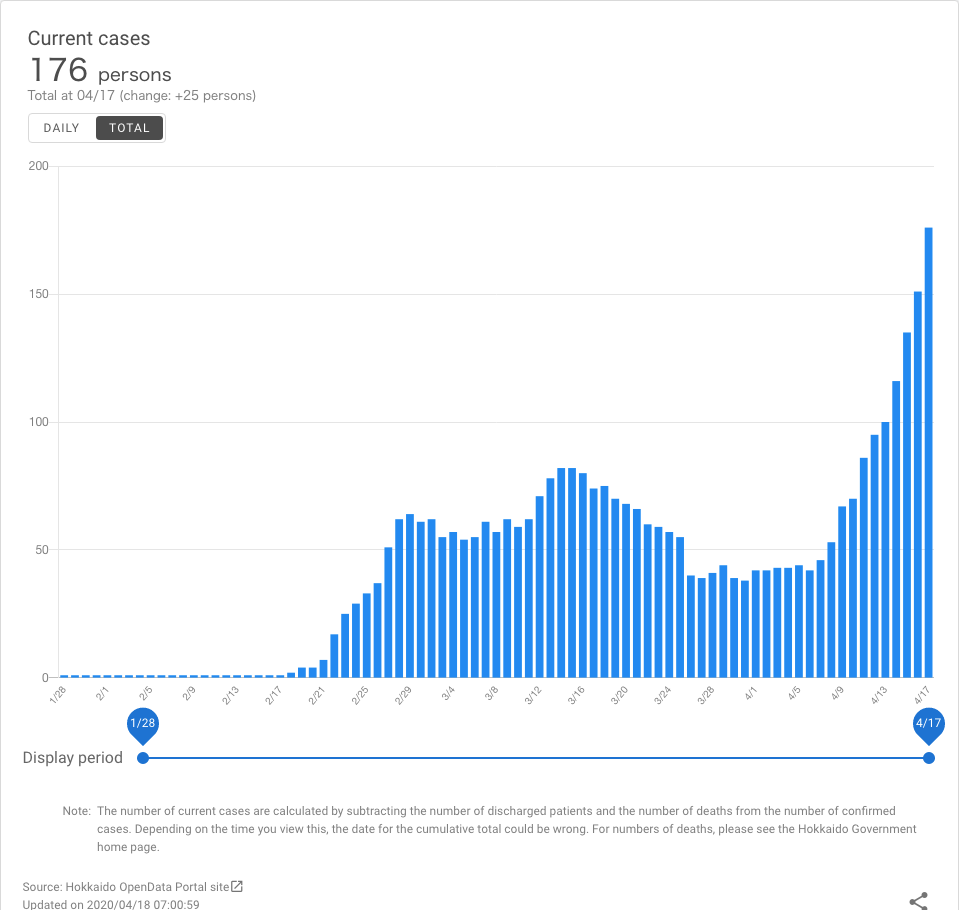 Current cases
176 persons
Total at 04/17 (change: +25 persons)
DAILY TOTAL
200
150
100
50
0
1/28 2/1 2/5 2/9 2/13 2/17 2/21 2/25 2/29 3/4 3/8 3/12 3/16 3/20 3/24 3/28 4/1 4/5 4/9 4/13 4/17
1/28 4/17
Display period
Note: The number of current cases are calculated by subtracting the number of discharged patients and the number of deaths from the number of confirmed
cases. Depending on the time you view this, the date for the cumulative total could be wrong. For numbers of deaths, please see the Hokkaido Government
home page.
Source: Hokkaido OpenData Portal site
Updated on 2020/04/18 07:00:59